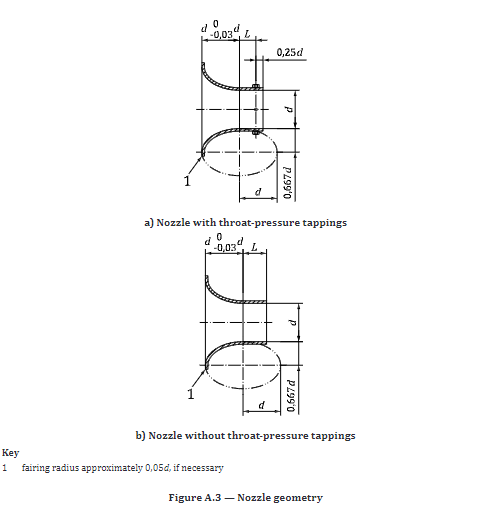 d 0 -0,03 d L
0,25d
d
0,667d
d
1
a) Nozzle with throat-pressure tappings
d 0 -0,03 d L
d
0,667d
d
1
b) Nozzle without throat-pressure tappings
Key
1 fairing radius approximately 0,05d, if necessary
Figure A.3 — Nozzle geometry